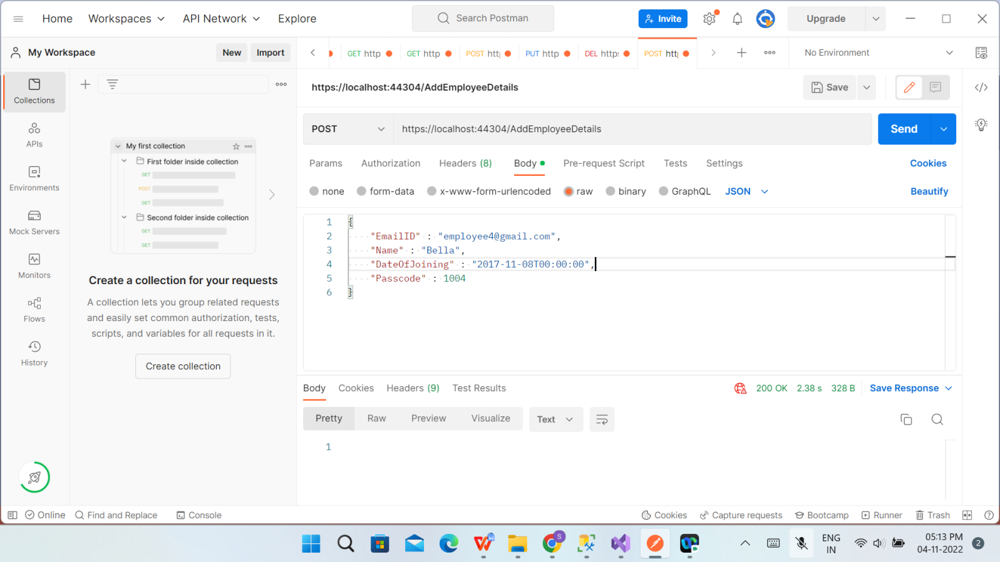 Home Workspaces API Network Explore Search Postman Invite Upgrade
My Workspace New Import GET http GET http POST htt PUT http DEL https POST htt No Environment
Collections
https://localhost:44304/AddEmployeeDetails Save
APIs
POST https://localhost:44304/AddEmployeeDetails Send
Environments
Mock Servers
Monitors
Flows
History
My first collection
First folder inside collection
GET
POST
GET
Second folder inside collection
GET
GET
Create a collection for your requests
A collection lets you group related requests
and easily set common authorization, tests,
scripts, and variables for all requests in it.
Create collection
Params Authorization Headers (8) Body Pre-request Script Tests Settings Cookies
none form-data x-www-form-urlencoded raw binary GraphQL JSON Beautify
1 {
2 "EmailID" : "employee4@gmail.com",
3 "Name" : "Bella",
4 "DateOfJoining" : "2017-11-08T00:00:00",
5 "Passcode" : 1004
6 }
Body Cookies Headers (9) Test Results 200 OK 2.38 s 328 B Save Response
Pretty Raw Preview Visualize Text
1
Online Find and Replace Console Cookies Capture requests Bootcamp Runner Trash
W S ENG 05:13 PM
IN 04-11-2022 2